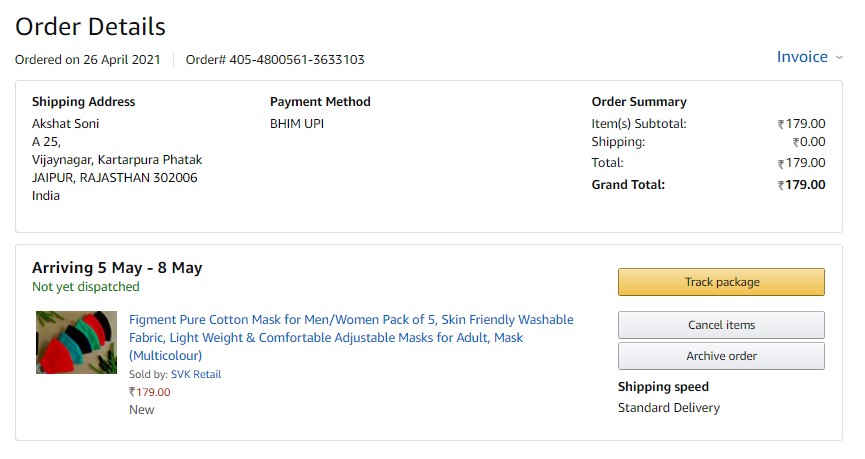 Order Details
Ordered on 26 April 2021 Order# 405-4800561-3633103
Invoice
Shipping Address
Akshat Soni
A 25,
Vijaynagar, Kartarpura Phatak
JAIPUR, RAJASTHAN 302006
India
Payment Method
BHIM UPI
Order Summary
Item(s) Subtotal: ₹179.00
Shipping: ₹0.00
Total: ₹179.00
Grand Total: ₹179.00
Arriving 5 May - 8 May
Not yet dispatched
Figment Pure Cotton Mask for Men/Women Pack of 5, Skin Friendly Washable
Fabric, Light Weight & Comfortable Adjustable Masks for Adult, Mask
(Multicolour)
Sold by: SVK Retail
₹179.00
New
Track package
Cancel items
Archive order
Shipping speed
Standard Delivery